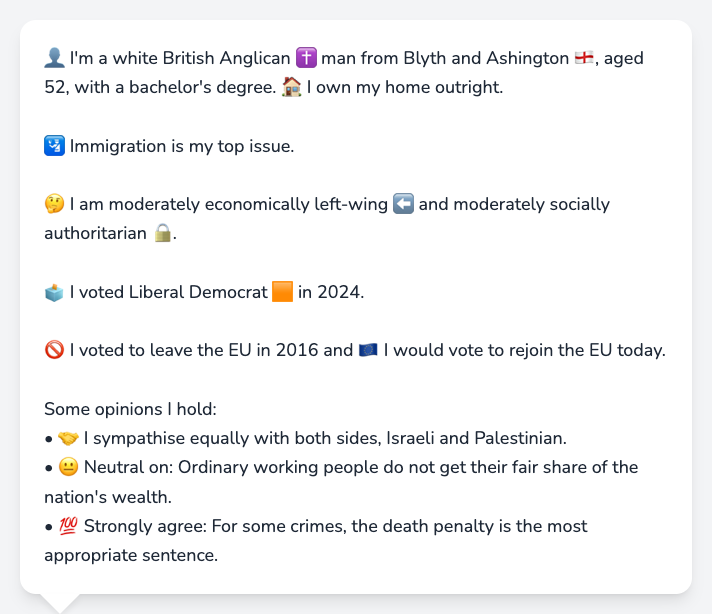 👤 I'm a white British Anglican ✝️ man from Blyth and Ashington 🏴󠁧󠁢󠁥󠁮󠁧󠁿, aged
52, with a bachelor's degree. 🏠 I own my home outright.
🛂 Immigration is my top issue.
🤔 I am moderately economically left-wing ⬅️ and moderately socially
authoritarian 🔒.
🗳️ I voted Liberal Democrat 🟧 in 2024.
🚫 I voted to leave the EU in 2016 and 🇪🇺 I would vote to rejoin the EU today.
Some opinions I hold:
• 🤝 I sympathise equally with both sides, Israeli and Palestinian.
• 😐 Neutral on: Ordinary working people do not get their fair share of the
nation's wealth.
• 💯 Strongly agree: For some crimes, the death penalty is the most
appropriate sentence.